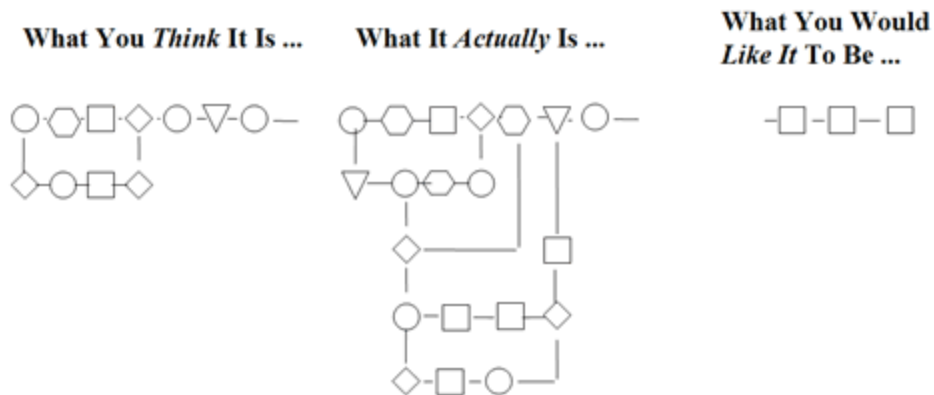 What You Think It Is ...
What It Actually Is ...
What You Would
Like It To Be ...